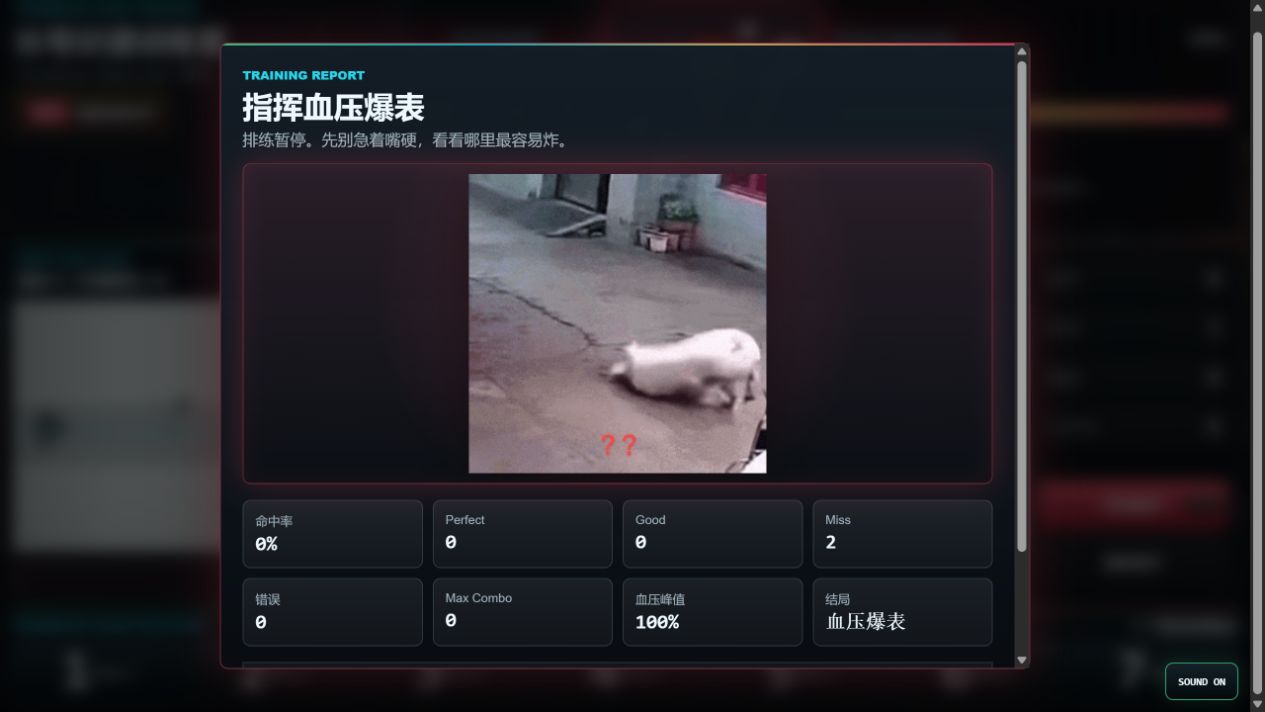 TRAINING REPORT
指挥血压爆表
排练暂停。先别急着嘴硬，看看哪里最容易炸。
？？
命中率
0%
Perfect
0
Good
0
Miss
2
错误
0
Max Combo
0
血压峰值
100%
结局
血压爆表
SOUND ON